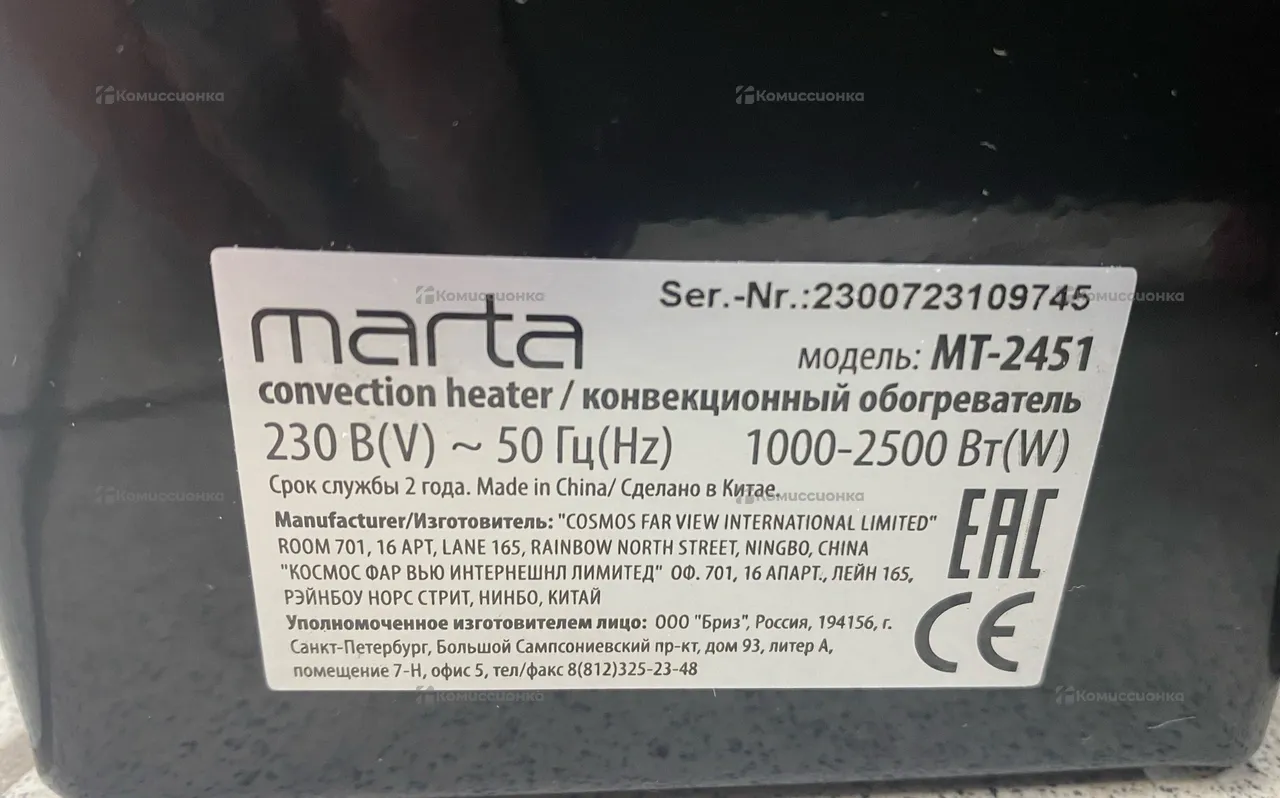 Комиссионка
Комиссионка
Комиссионка
Комиссионка
Ser.-Nr.:2300723109745
marta
модель: MT-2451
convection heater / конвекционный обогреватель
230 В(V) ~ 50 Гц(Hz) 1000-2500 Вт(W)
Срок службы 2 года. Made in China/ Сделано в Китае.
Комиссионка
Комиссионка
Manufacturer/Изготовитель: "COSMOS FAR VIEW INTERNATIONAL LIMITED"
ROOM 701, 16 APT, LANE 165, RAINBOW NORTH STREET, NINGBO, CHINA
"КОСМОС ФАР ВЬЮ ИНТЕРНЕШНЛ ЛИМИТЕД" ОФ. 701, 16 АПАРТ., ЛЕЙН 165,
РЭЙНБОУ НОРС СТРИТ, НИНБО, КИТАЙ
EAC
CE
Уполномоченное изготовителем лицо: ООО "Бриз", Россия, 194156, г.
Санкт-Петербург, Большой Сампсониевский пр-кт, дом 93, литер А,
помещение 7-Н, офис 5, тел/факс 8(812)325-23-48
Комиссионка
Комиссионка